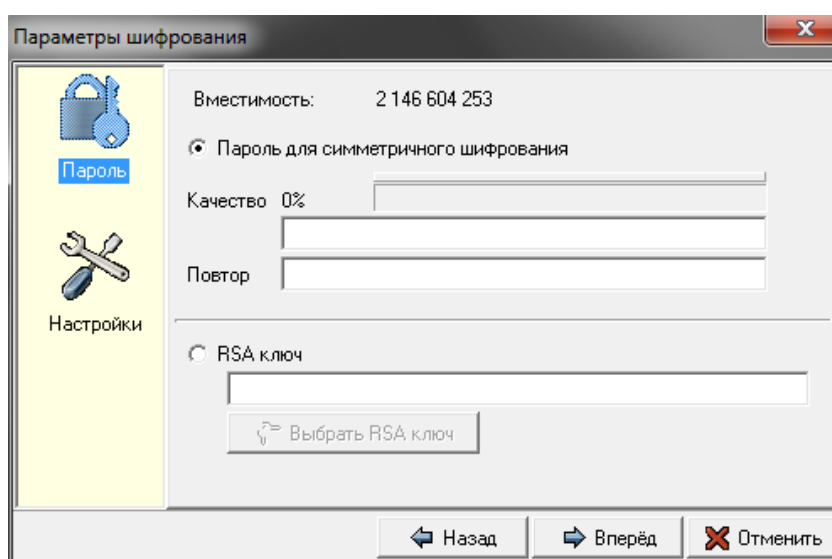 Параметры шифрования
Вместимость: 2 146 604 253
Пароль для симметричного шифрования
Пароль
Качество 0%
Повтор
Настройки
RSA ключ
Выбрать RSA ключ
Назад Вперёд Отменить